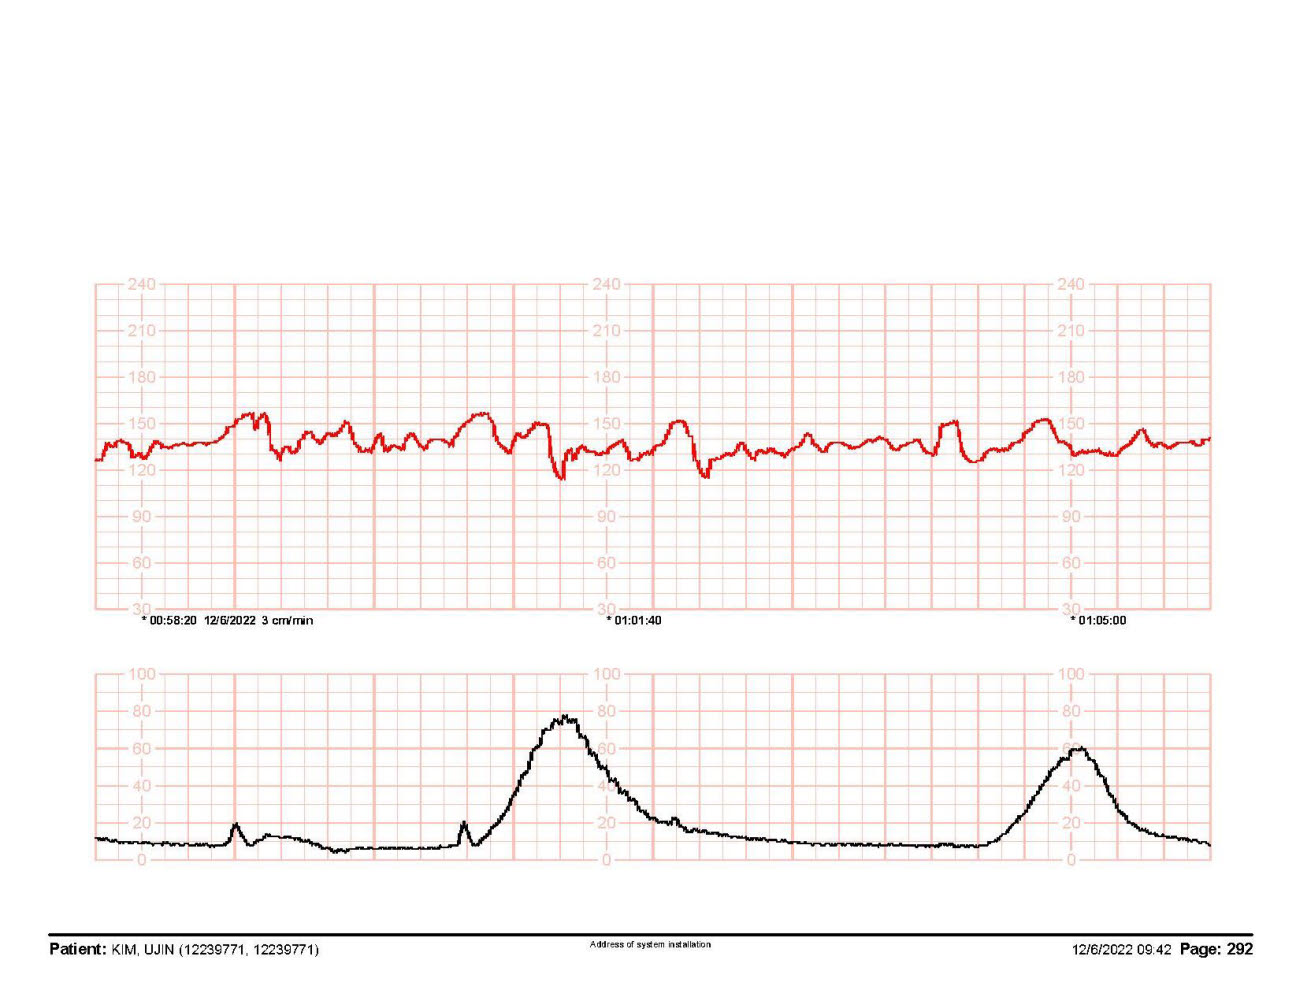 240 240 240
210 210 210
180 180 180
150 150 150
120 120 120
90 90 90
60 60 60
30 30 30
* 00:58:20 12/6/2022 3 cm/min * 01:01:40 * 01:05:00
100 100 100
80 80 80
60 60 60
40 40 40
20 20 20
0 0 0
Patient: KIM, UJIN (12239771, 12239771) Address of system installation 12/6/2022 09:42 Page: 292